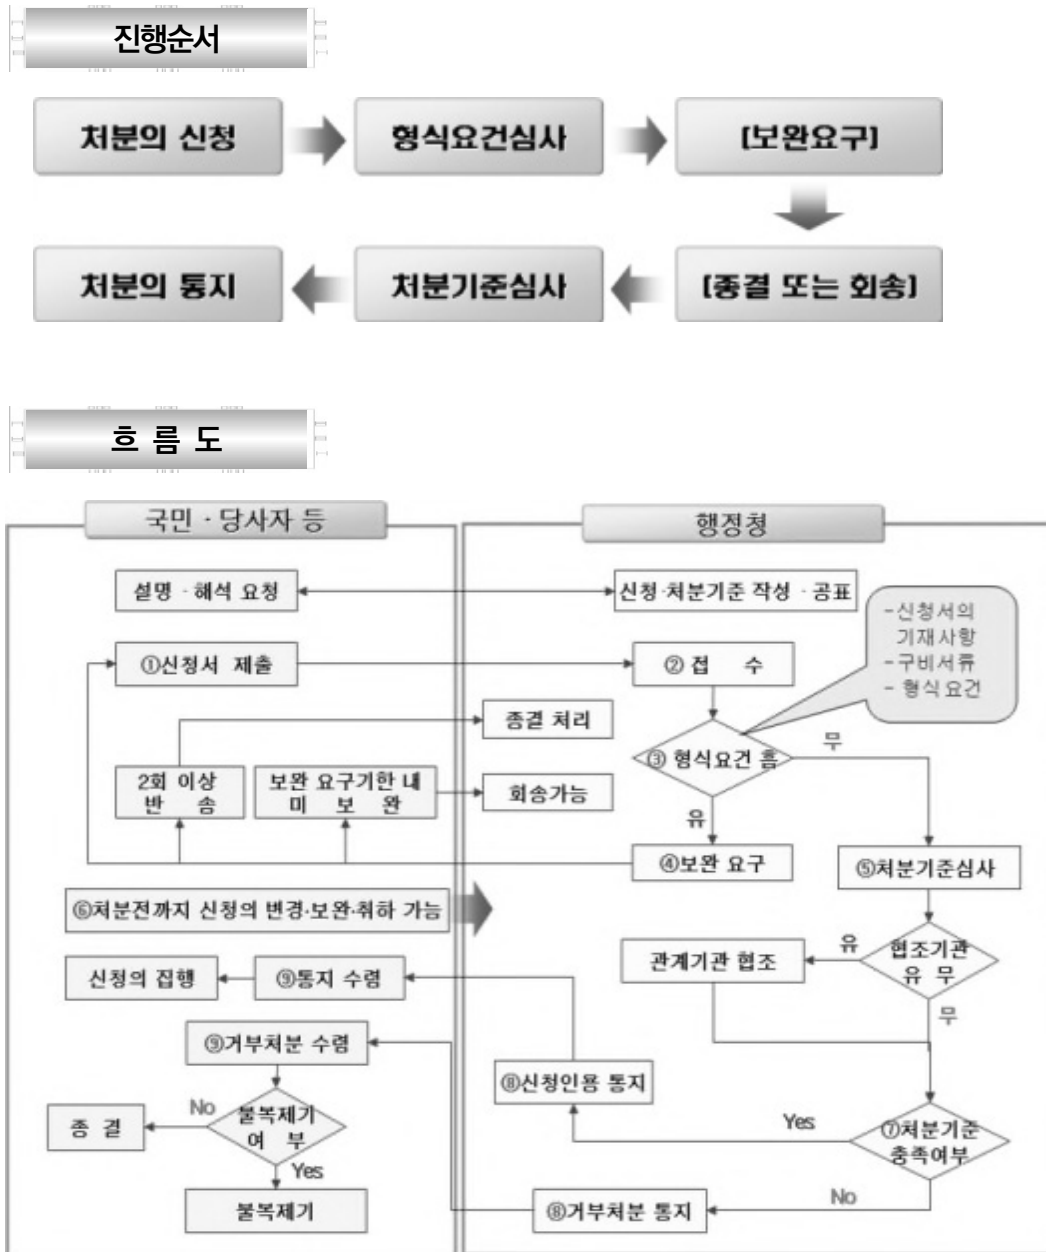 진행순서
처분의 신청
형식요건심사
[보완요구]
처분의 통지
처분기준심사
[종결 또는 회송]
흐 름 도
국민 · 당사자 등
행정청
설명 · 해석 요청
신청·처분기준 작성 · 공표
-신청서의
기재사항
-구비서류
- 형식요건
①신청서 제출
②접 수
종결 처리
③ 형식요건 흠
무
2회 이상
반 송
보완 요구기한 내
미 보 완
회송가능
유
④보완 요구
⑤처분기준심사
⑥처분전까지 신청의 변경·보완·취하 가능
관계기관 협조
유
협조기관
유 무
신청의 집행
⑨통지 수령
무
⑨거부처분 수령
⑧신청인용 통지
종 결
No
불복제기
여 부
Yes
⑦처분기준
충족여부
Yes
불복제기
⑧거부처분 통지
No